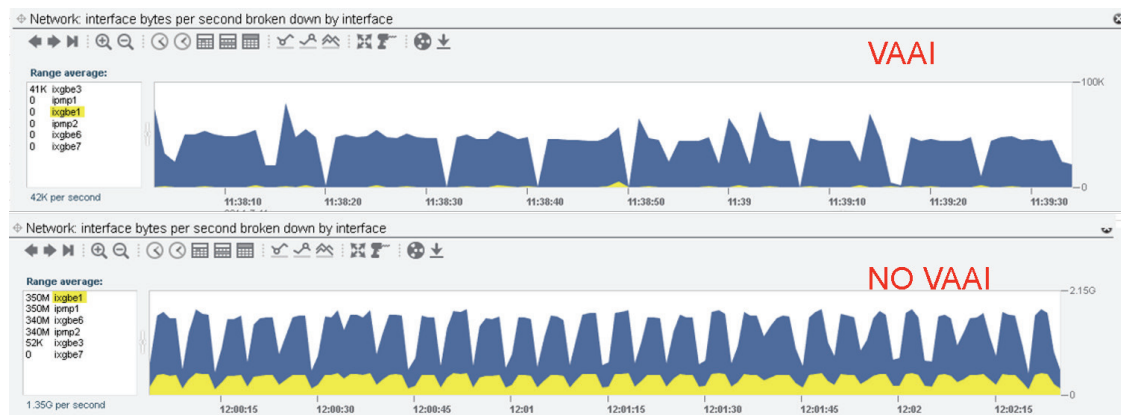 Network: interface bytes per second broken down by interface
VAAI
Range average:
41K ixgbe3
0 ipmp1
0 ixgbe1
0 ipmp2
0 ixgbe6
0 ixgbe7
42K per second
100K
0
11:38:10 11:38:20 11:38:30 11:38:40 11:38:50 11:39 11:39:10 11:39:20 11:39:30
Network: interface bytes per second broken down by interface
NO VAAI
Range average:
350M ixgbe1
350M ipmp1
340M ixgbe6
340M ipmp2
52K ixgbe3
0 ixgbe7
1.35G per second
2.15G
0
12:00:15 12:00:30 12:00:45 12:01 12:01:15 12:01:30 12:01:45 12:02 12:02:15